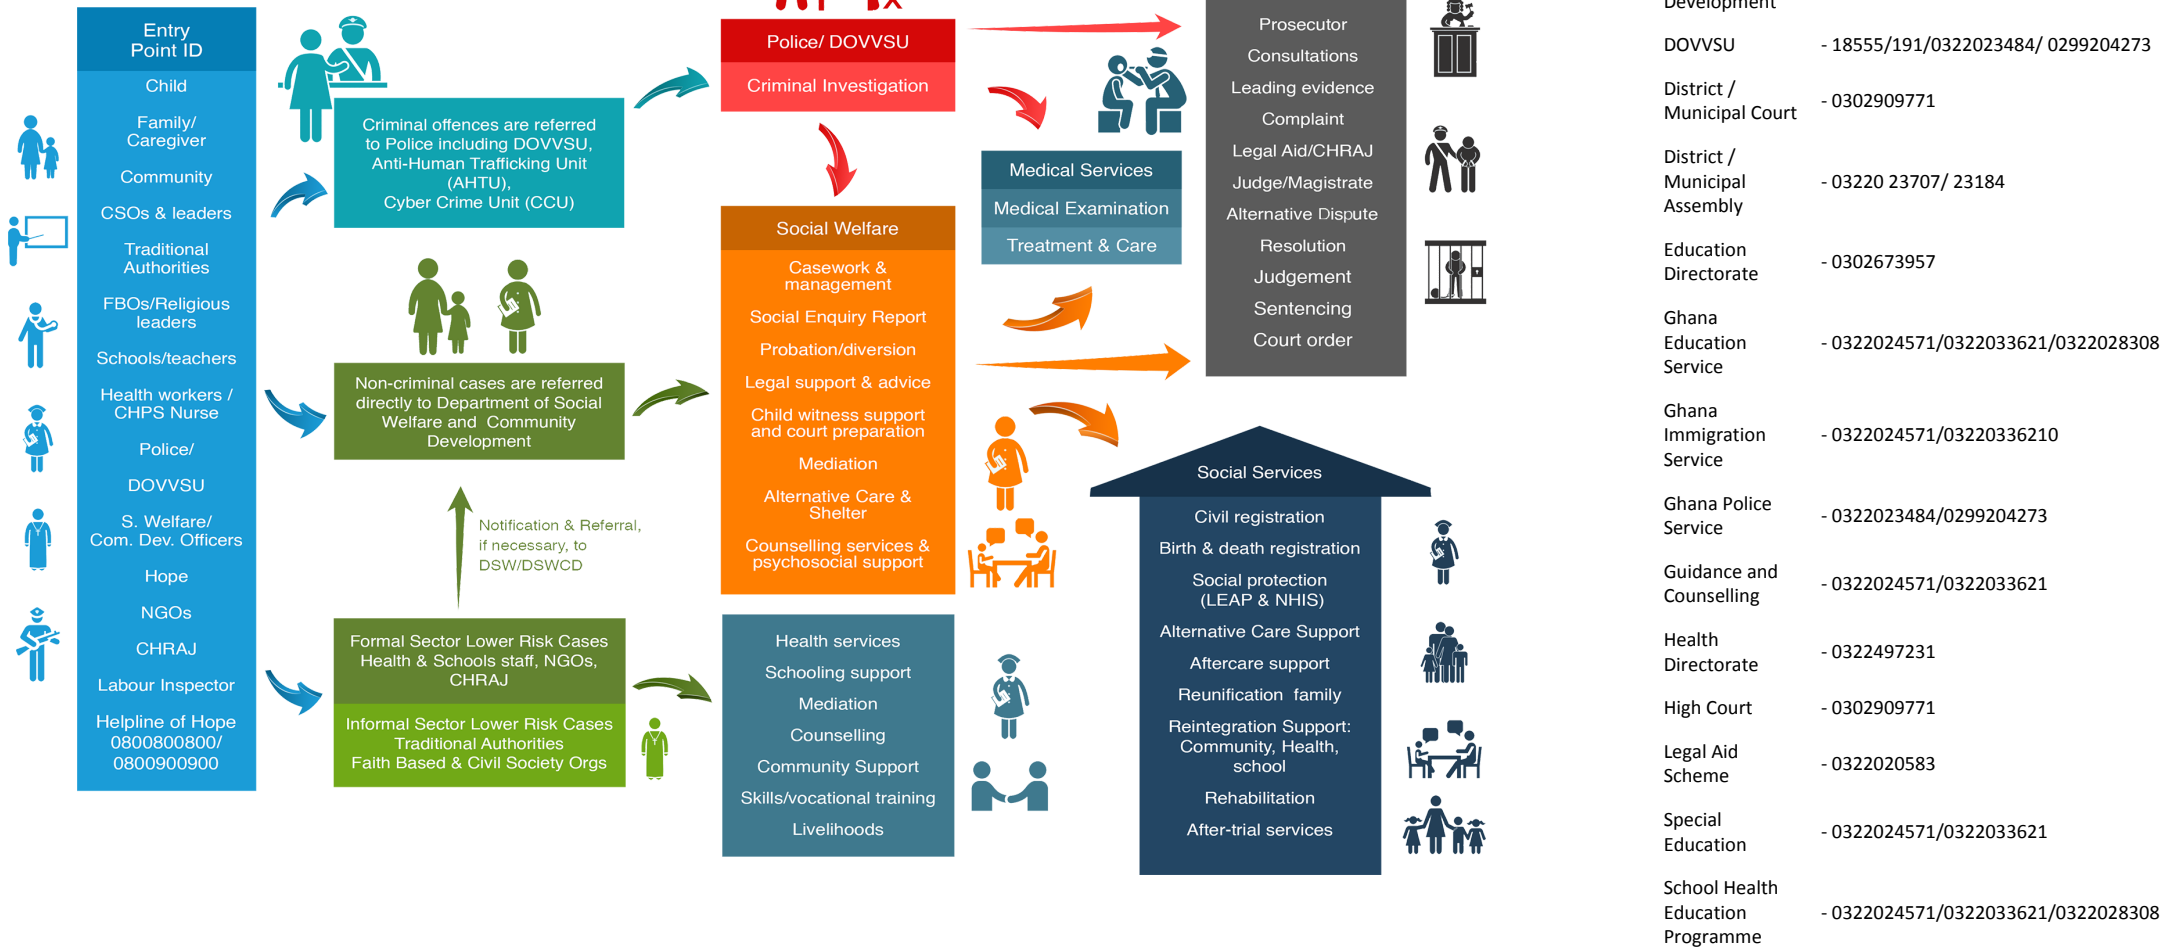 Entry
Point ID
Child
Family/
Caregiver
Community
CSOs & leaders
Traditional
Authorities
FBOs/Religious
leaders
Schools/teachers
Health workers /
CHPS Nurse
Police/
DOVVSU
S. Welfare/
Com. Dev. Officers
Hope
NGOs
CHRAJ
Labour Inspector
Helpline of Hope
0800800800/
0800900900
Criminal offences are referred
to Police including DOVVSU,
Anti-Human Trafficking Unit
(AHTU),
Cyber Crime Unit (CCU)
Non-criminal cases are referred
directly to Department of Social
Welfare and Community
Development
Notification & Referral,
if necessary, to
DSW/DSWCD
Formal Sector Lower Risk Cases
Health & Schools staff, NGOs,
CHRAJ
Informal Sector Lower Risk Cases
Traditional Authorities
Faith Based & Civil Society Orgs
Police/ DOVVSU
Criminal Investigation
Social Welfare
Casework &
management
Social Enquiry Report
Probation/diversion
Legal support & advice
Child witness support
and court preparation
Mediation
Alternative Care &
Shelter
Counselling services &
psychosocial support
Health services
Schooling support
Mediation
Counselling
Community Support
Skills/vocational training
Livelihoods
Medical Services
Medical Examination
Treatment & Care
Prosecutor
Consultations
Leading evidence
Complaint
Legal Aid/CHRAJ
Judge/Magistrate
Alternative Dispute
Resolution
Judgement
Sentencing
Court order
Social Services
Civil registration
Birth & death registration
Social protection
(LEAP & NHIS)
Alternative Care Support
Aftercare support
Reunification family
Reintegration Support:
Community, Health,
school
Rehabilitation
After-trial services
Development
DOVVSU - 18555/191/0322023484/ 0299204273
District /
Municipal Court - 0302909771
District /
Municipal - 03220 23707/ 23184
Assembly
Education
Directorate - 0302673957
Ghana
Education - 0322024571/0322033621/0322028308
Service
Ghana
Immigration - 0322024571/03220336210
Service
Ghana Police
Service - 0322023484/0299204273
Guidance and
Counselling - 0322024571/0322033621
Health
Directorate - 0322497231
High Court - 0302909771
Legal Aid
Scheme - 0322020583
Special
Education - 0322024571/0322033621
School Health
Education - 0322024571/0322033621/0322028308
Programme